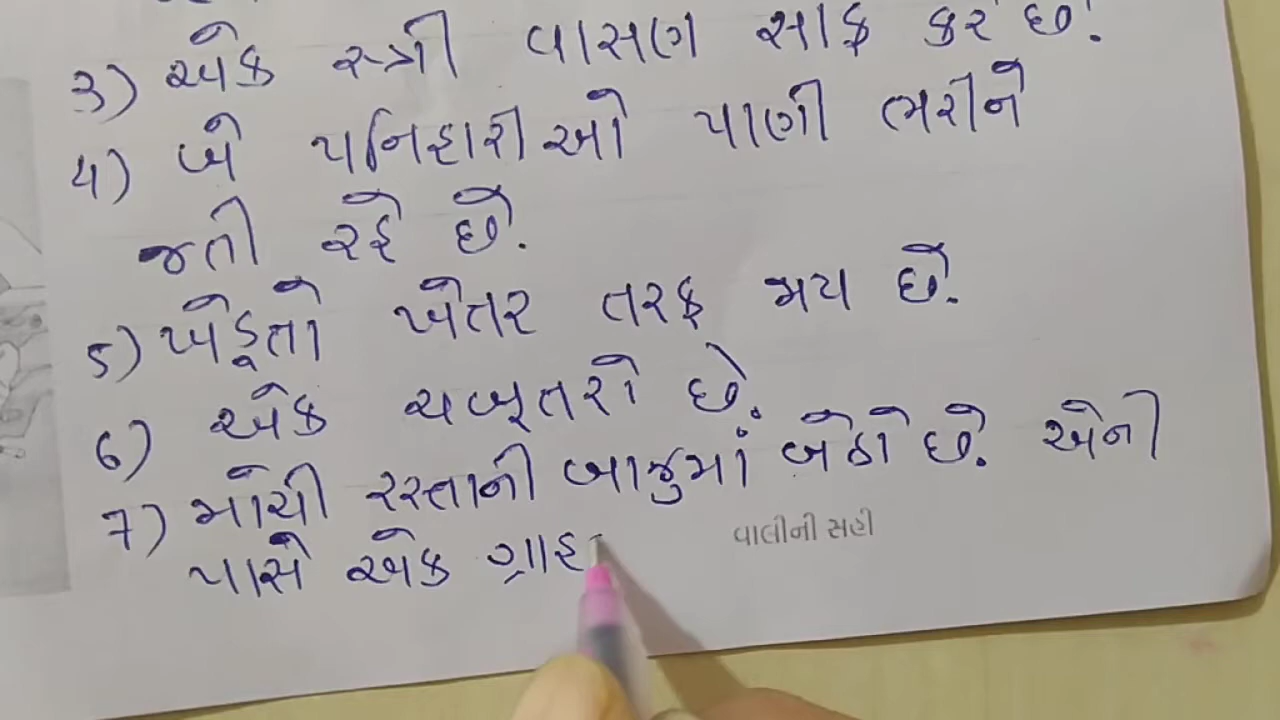 3) એક સ્ત્રી વાસણ સાફ કરે છે.
4) બે પનિહારીઓ પાણી ભરીને
જતી રહે છે.
5) ખેડૂતો ખેતર તરફ જાય છે.
6) એક ચબૂતરો છે.
7) મોચી રસ્તાની બાજુમાં બેઠો છે. એની
પાસે એક ગ્રાહ
વાલીની સહી